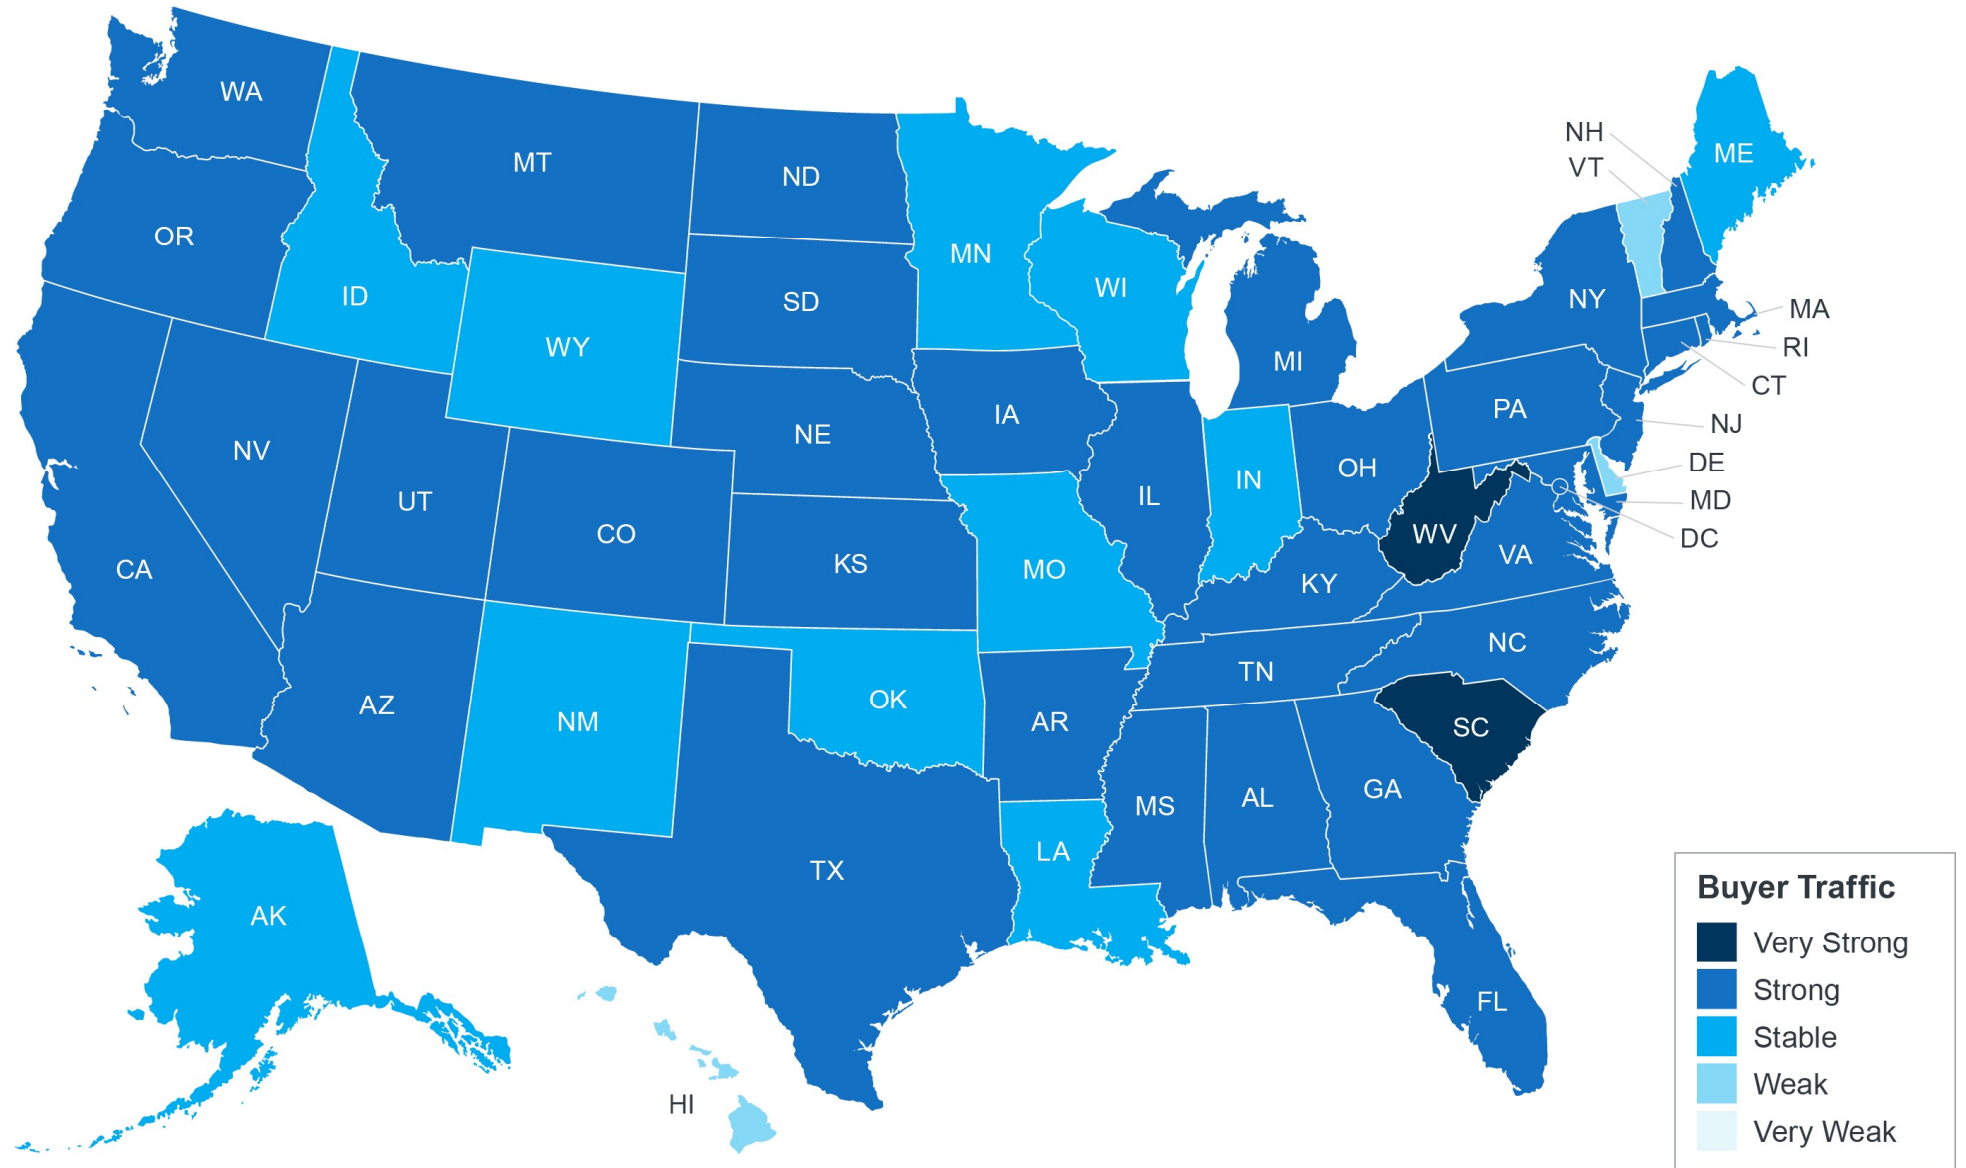 WA
MT
ND
MN
NH
VT
ME
OR
ID
SD
WI
NY
MA
WY
MI
RI
CT
NV
NE
IA
PA
NJ
UT
CO
IL
IN
OH
DE
MD
DC
CA
KS
MO
KY
WV
VA
AZ
NM
OK
AR
TN
NC
SC
MS
AL
GA
TX
LA
FL
AK
HI
Buyer Traffic
Very Strong
Strong
Stable
Weak
Very Weak